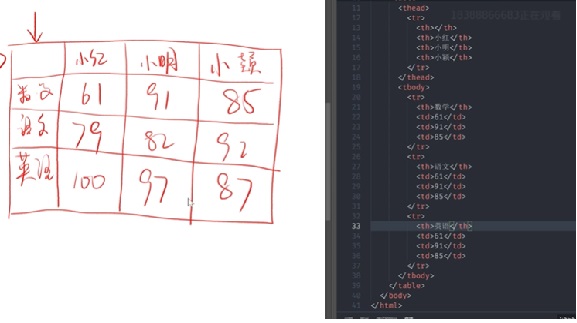 小红 小明 小颖
数文 61 91 85
语文 79 82 92
英语 100 97 87
11 <thead>
12 <tr>
13 <th></th>
14 <th>小红</th>
15 <th>小明</th>
16 <th>小颖</th>
17 </tr>
18 </thead>
19 <tbody>
20 <tr>
21 <th>数学</th>
22 <td>61</td>
23 <td>91</td>
24 <td>85</td>
25 </tr>
26 <tr>
27 <th>语文</th>
28 <td>61</td>
29 <td>91</td>
30 <td>85</td>
31 </tr>
32 <tr>
33 <th>英语</th>
34 <td>61</td>
35 <td>91</td>
36 <td>85</td>
37 </tr>
38 </tbody>
39 </table>
40 </body>
41 </html>